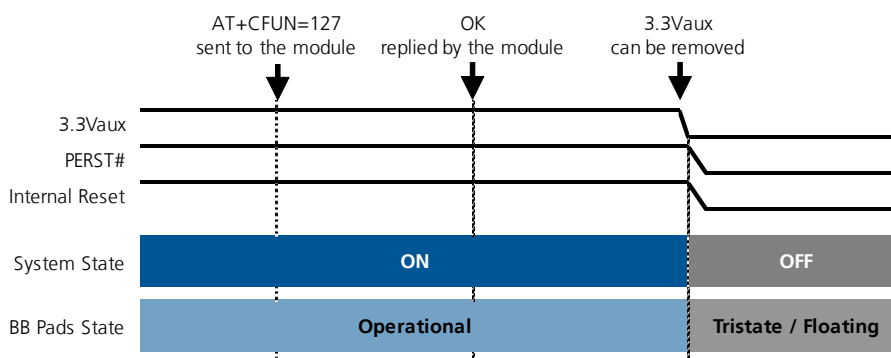 AT+CFUN=127
sent to the module
OK
replied by the module
3.3Vaux
can be removed
3.3Vaux
PERST#
Internal Reset
System State
ON
OFF
BB Pads State
Operational
Tristate / Floating